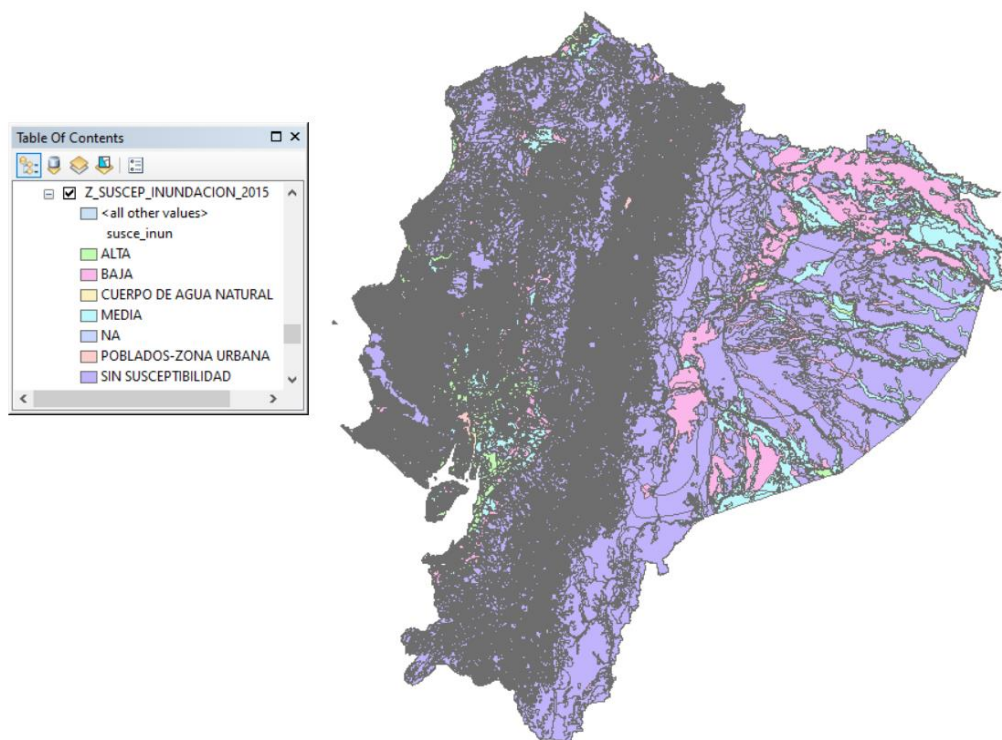 Table Of Contents
Z_SUSCEP_INUNDACION_2015
<all other values>
susce_inun
ALTA
BAJA
CUERPO DE AGUA NATURAL
MEDIA
NA
POBLADOS-ZONA URBANA
SIN SUSCEPTIBILIDAD